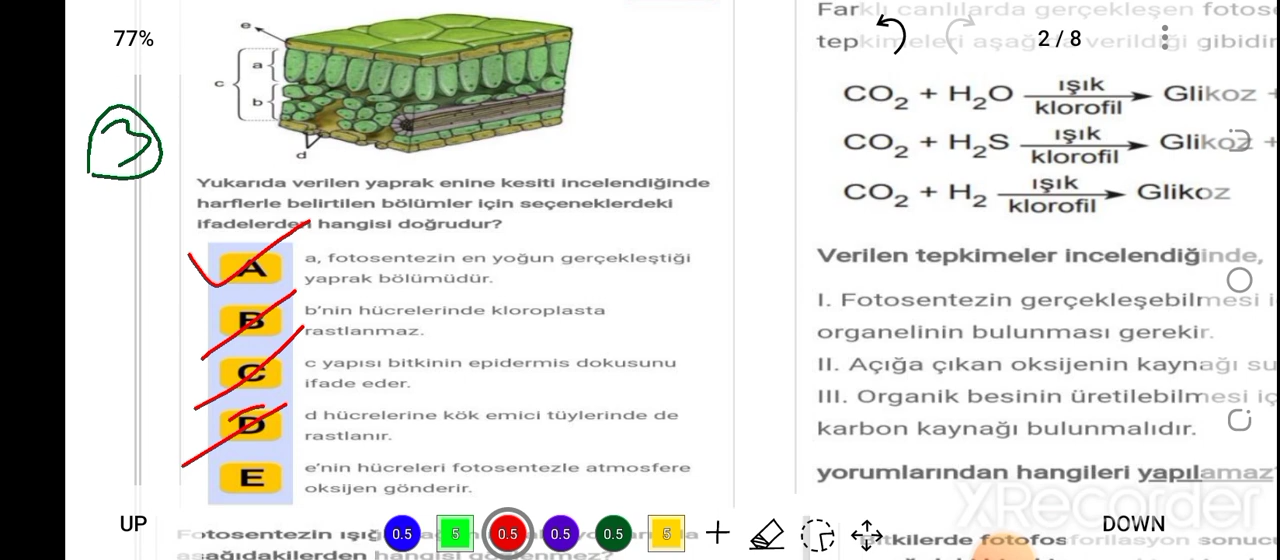 77%
e
a
c
b
d
Yukarıda verilen yaprak enine kesiti incelendiğinde
harflerle belirtilen bölümler için seçeneklerdeki
ifadelerden hangisi doğrudur?
A a, fotosentezin en yoğun gerçekleştiği
yaprak bölümüdür.
B b'nin hücrelerinde kloroplasta
rastlanmaz.
C c yapısı bitkinin epidermis dokusunu
ifade eder.
D d hücrelerine kök emici tüylerinde de
rastlanır.
E e'nin hücreleri fotosentezle atmosfere
oksijen gönderir.
Fotosentezin
aşağıdakilerden hangisi
Farklı canlılarda gerçekleşen
tepkimeleri verildiği gibidir
2 / 8
CO2 + H2O ışık klorofil Glikoz +
CO2 + H2S ışık klorofil Glikoz +
CO2 + H2 ışık klorofil Glikoz
Verilen tepkimeler incelendiğinde,
I. Fotosentezin gerçekleşebilmesi
organelinin bulunması gerekir.
II. Açığa çıkan oksijenin kaynağı su
III. Organik besinin üretilebilmesi
karbon kaynağı bulunmalıdır.
yorumlarından hangileri yapılamaz?
XRecorder
UP
0.5 5 0.5 0.5 0.5 5
DOWN